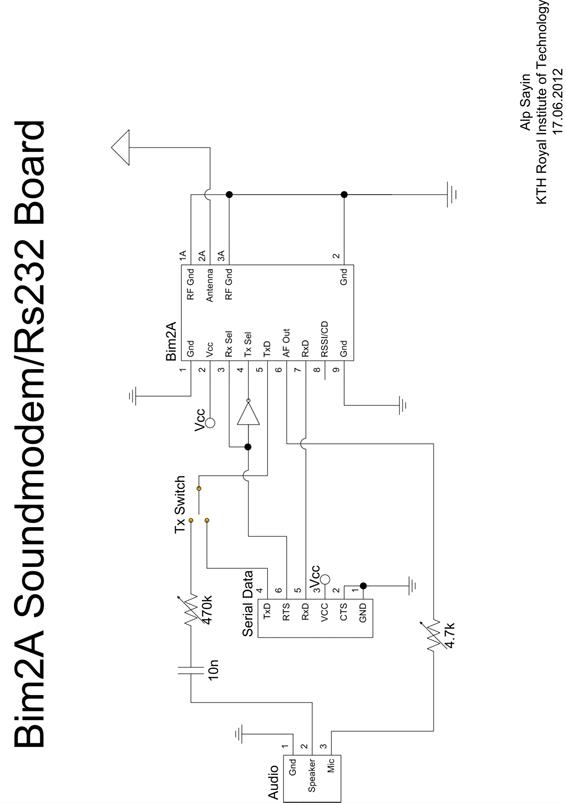 Bim2A Soundmodem/Rs232 Board
Alp Sayin
KTH Royal Institute of Technology
17.06.2012
Bim2A
1 Gnd
2 Vcc
3 Rx Sel
4 Tx Sel
5 TxD
6 AF Out
7 RxD
8 RSSI/CD
9 Gnd
1A RF Gnd
2A Antenna
3A RF Gnd
2 Gnd
Vcc
Tx Switch
470k
10n
Serial Data
4 TxD
6 RTS
5 RxD
3 VCC
2 CTS
1 GND
Vcc
4.7k
Audio
1 Gnd
2 Speaker
3 Mic